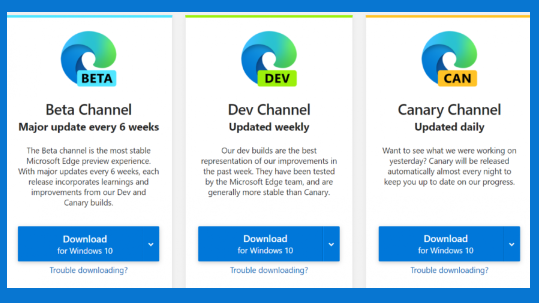 BETA
Beta Channel
Major update every 6 weeks
The Beta channel is the most stable
Microsoft Edge preview experience.
With major updates every 6 weeks, each
release incorporates learnings and
improvements from our Dev and
Canary builds.
Download
for Windows 10
Trouble downloading?
DEV
Dev Channel
Updated weekly
Our dev builds are the best
representation of our improvements in
the past week. They have been tested
by the Microsoft Edge team, and are
generally more stable than Canary.
Download
for Windows 10
Trouble downloading?
CAN
Canary Channel
Updated daily
Want to see what we were working on
yesterday? Canary will be released
automatically almost every night to
keep you up to date on our progress.
Download
for Windows 10
Trouble downloading?